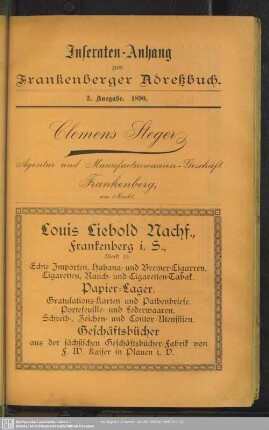 Inseraten-Anhang
zum
Frankenberger Adreßbuch.
2. Ausgabe. 1890.
Clemens Steger
Agentur und Manufacturwaaren-Geschäft
Frankenberg,
am Markt.
Louis Liebold Nachf.,
Frankenberg i. S.,
Markt 15.
Echte Importen, Habana- und Bremer-Cigarren,
Cigaretten, Rauch- und Cigaretten-Tabak.
Papier-Lager.
Gratulations-Karten und Pathenbriefe.
Portefeuille- und Lederwaaren.
Schreib-, Zeichen- und Contor-Utensilien.
Geschäftsbücher
aus der sächsischen Geschäftsbücher-Fabrik von
F. W. Kaiser in Plauen i. V.